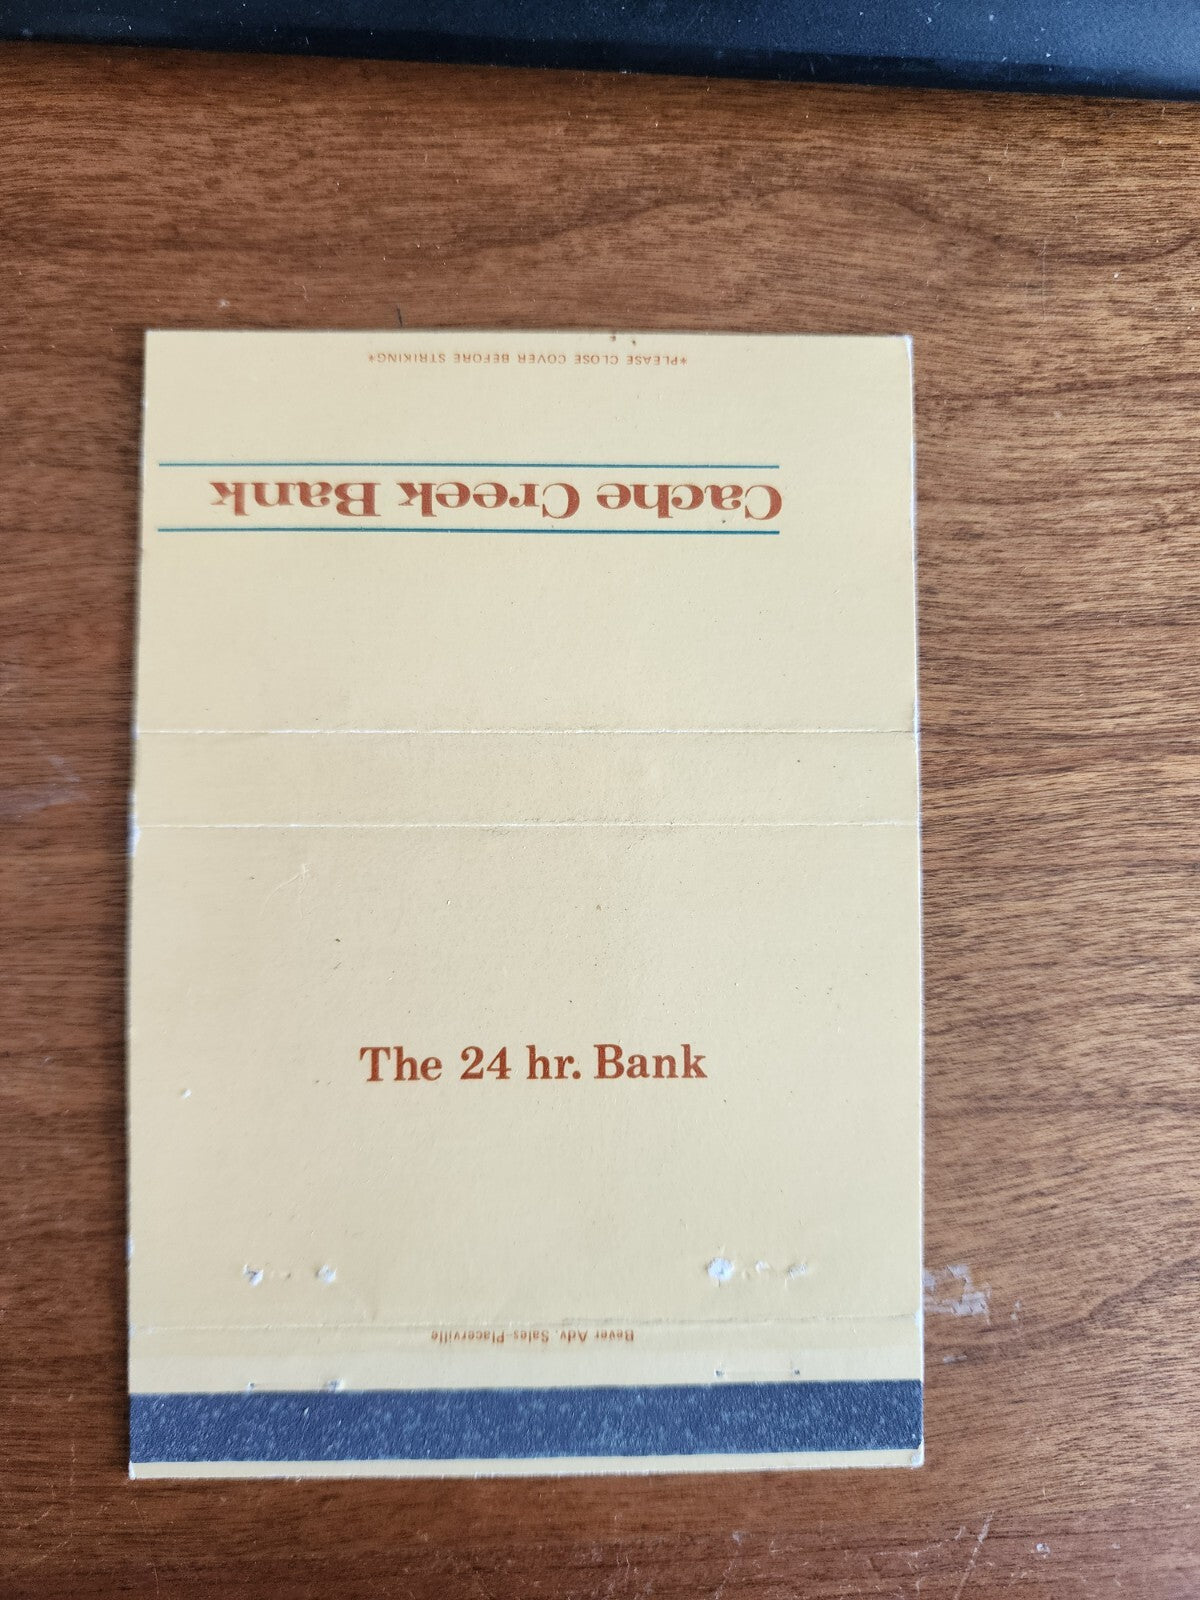 *PLEASE CLOSE COVER BEFORE STRIKING*
Cache Creek Bank
The 24 hr. Bank
Bever Adv. Sales-Placerville